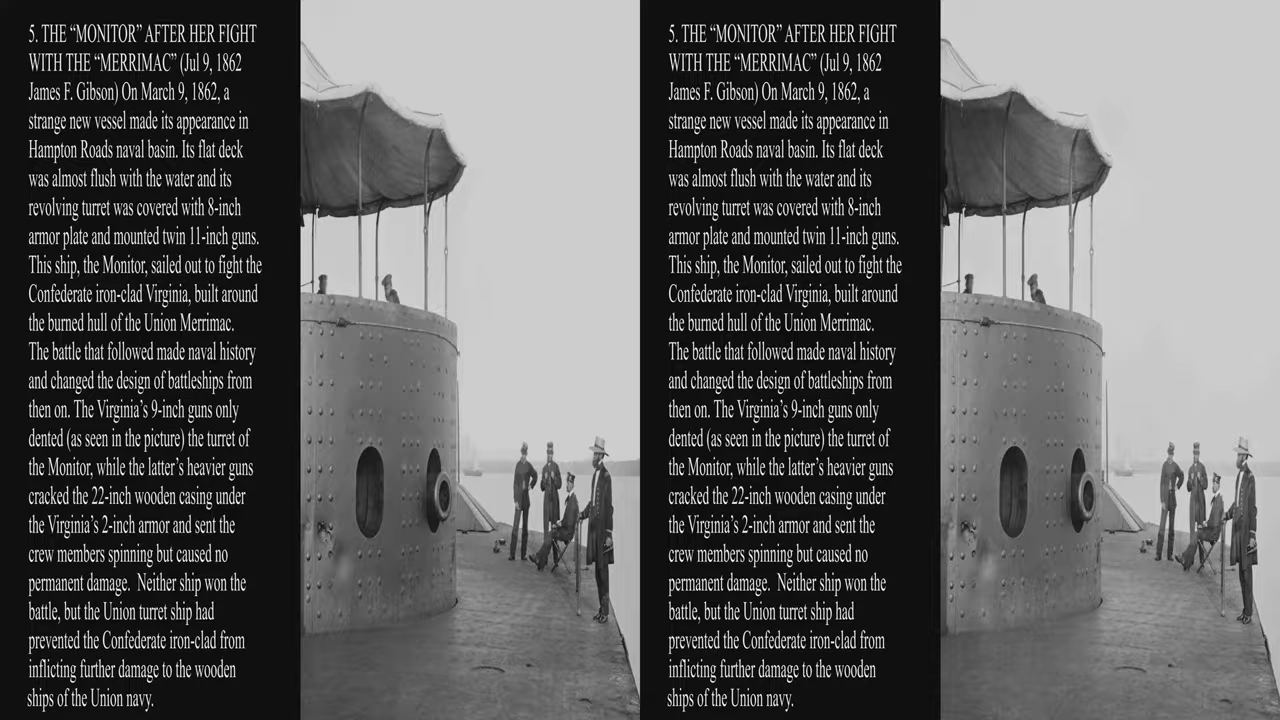 5. THE “MONITOR” AFTER HER FIGHT
WITH THE “MERRIMAC” (Jul 9, 1862
James F. Gibson) On March 9, 1862, a
strange new vessel made its appearance in
Hampton Roads naval basin. Its flat deck
was almost flush with the water and its
revolving turret was covered with 8-inch
armor plate and mounted twin 11-inch guns.
This ship, the Monitor, sailed out to fight the
Confederate iron-clad Virginia, built around
the burned hull of the Union Merrimac.
The battle that followed made naval history
and changed the design of battleships from
then on. The Virginia’s 9-inch guns only
dented (as seen in the picture) the turret of
the Monitor, while the latter’s heavier guns
cracked the 22-inch wooden casing under
the Virginia’s 2-inch armor and sent the
crew members spinning but caused no
permanent damage.  Neither ship won the
battle, but the Union turret ship had
prevented the Confederate iron-clad from
inflicting further damage to the wooden
ships of the Union navy.
5. THE “MONITOR” AFTER HER FIGHT
WITH THE “MERRIMAC” (Jul 9, 1862
James F. Gibson) On March 9, 1862, a
strange new vessel made its appearance in
Hampton Roads naval basin. Its flat deck
was almost flush with the water and its
revolving turret was covered with 8-inch
armor plate and mounted twin 11-inch guns.
This ship, the Monitor, sailed out to fight the
Confederate iron-clad Virginia, built around
the burned hull of the Union Merrimac.
The battle that followed made naval history
and changed the design of battleships from
then on. The Virginia’s 9-inch guns only
dented (as seen in the picture) the turret of
the Monitor, while the latter’s heavier guns
cracked the 22-inch wooden casing under
the Virginia’s 2-inch armor and sent the
crew members spinning but caused no
permanent damage.  Neither ship won the
battle, but the Union turret ship had
prevented the Confederate iron-clad from
inflicting further damage to the wooden
ships of the Union navy.